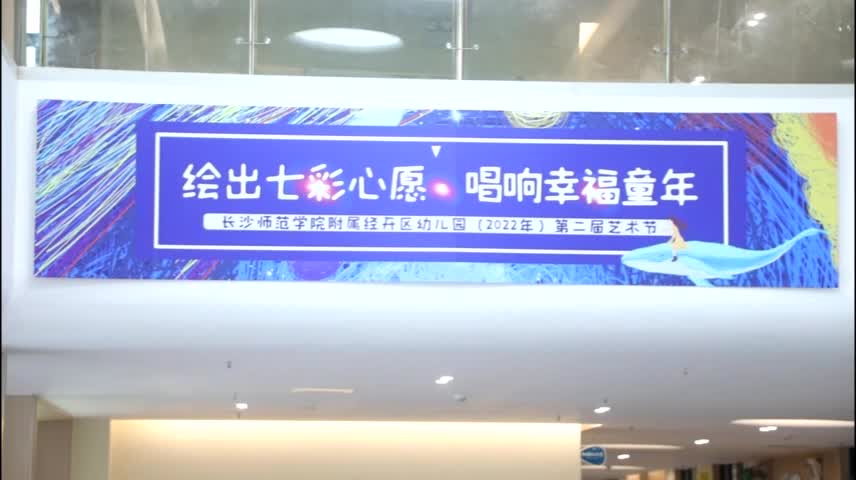 绘出七彩心愿 · 唱响幸福童年
长沙师范学院附属经开区幼儿园（2022年）第二届艺术节